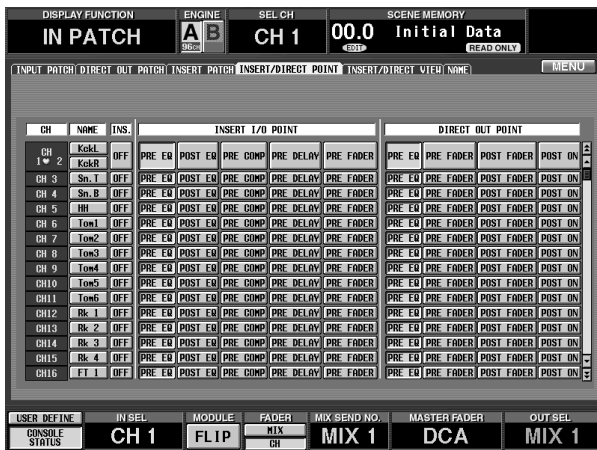 DISPLAY FUNCTION ENGINE SEL CH SCENE MEMORY
IN PATCH A B 96CH CH 1 00.0 EDIT Initial Data READ ONLY
INPUT PATCH DIRECT OUT PATCH INSERT PATCH INSERT/DIRECT POINT INSERT/DIRECT VIEW NAME MENU
CH NAME INS. INSERT I/O POINT DIRECT OUT POINT
CH 1♥2 KckL KckR OFF PRE EQ POST EQ PRE COMP PRE DELAY PRE FADER PRE EQ PRE FADER POST FADER POST ON
CH 3 Sn.T OFF PRE EQ POST EQ PRE COMP PRE DELAY PRE FADER PRE EQ PRE FADER POST FADER POST ON
CH 4 Sn.B OFF PRE EQ POST EQ PRE COMP PRE DELAY PRE FADER PRE EQ PRE FADER POST FADER POST ON
CH 5 HH OFF PRE EQ POST EQ PRE COMP PRE DELAY PRE FADER PRE EQ PRE FADER POST FADER POST ON
CH 6 Tom1 OFF PRE EQ POST EQ PRE COMP PRE DELAY PRE FADER PRE EQ PRE FADER POST FADER POST ON
CH 7 Tom2 OFF PRE EQ POST EQ PRE COMP PRE DELAY PRE FADER PRE EQ PRE FADER POST FADER POST ON
CH 8 Tom3 OFF PRE EQ POST EQ PRE COMP PRE DELAY PRE FADER PRE EQ PRE FADER POST FADER POST ON
CH 9 Tom4 OFF PRE EQ POST EQ PRE COMP PRE DELAY PRE FADER PRE EQ PRE FADER POST FADER POST ON
CH10 Tom5 OFF PRE EQ POST EQ PRE COMP PRE DELAY PRE FADER PRE EQ PRE FADER POST FADER POST ON
CH11 Tom6 OFF PRE EQ POST EQ PRE COMP PRE DELAY PRE FADER PRE EQ PRE FADER POST FADER POST ON
CH12 Rk 1 OFF PRE EQ POST EQ PRE COMP PRE DELAY PRE FADER PRE EQ PRE FADER POST FADER POST ON
CH13 Rk 2 OFF PRE EQ POST EQ PRE COMP PRE DELAY PRE FADER PRE EQ PRE FADER POST FADER POST ON
CH14 Rk 3 OFF PRE EQ POST EQ PRE COMP PRE DELAY PRE FADER PRE EQ PRE FADER POST FADER POST ON
CH15 Rk 4 OFF PRE EQ POST EQ PRE COMP PRE DELAY PRE FADER PRE EQ PRE FADER POST FADER POST ON
CH16 FT 1 OFF PRE EQ POST EQ PRE COMP PRE DELAY PRE FADER PRE EQ PRE FADER POST FADER POST ON
USER DEFINE IN SEL MODULE FADER MIX SEND NO. MASTER FADER OUT SEL
CONSOLE STATUS CH 1 FLIP MIX CH MIX 1 DCA MIX 1